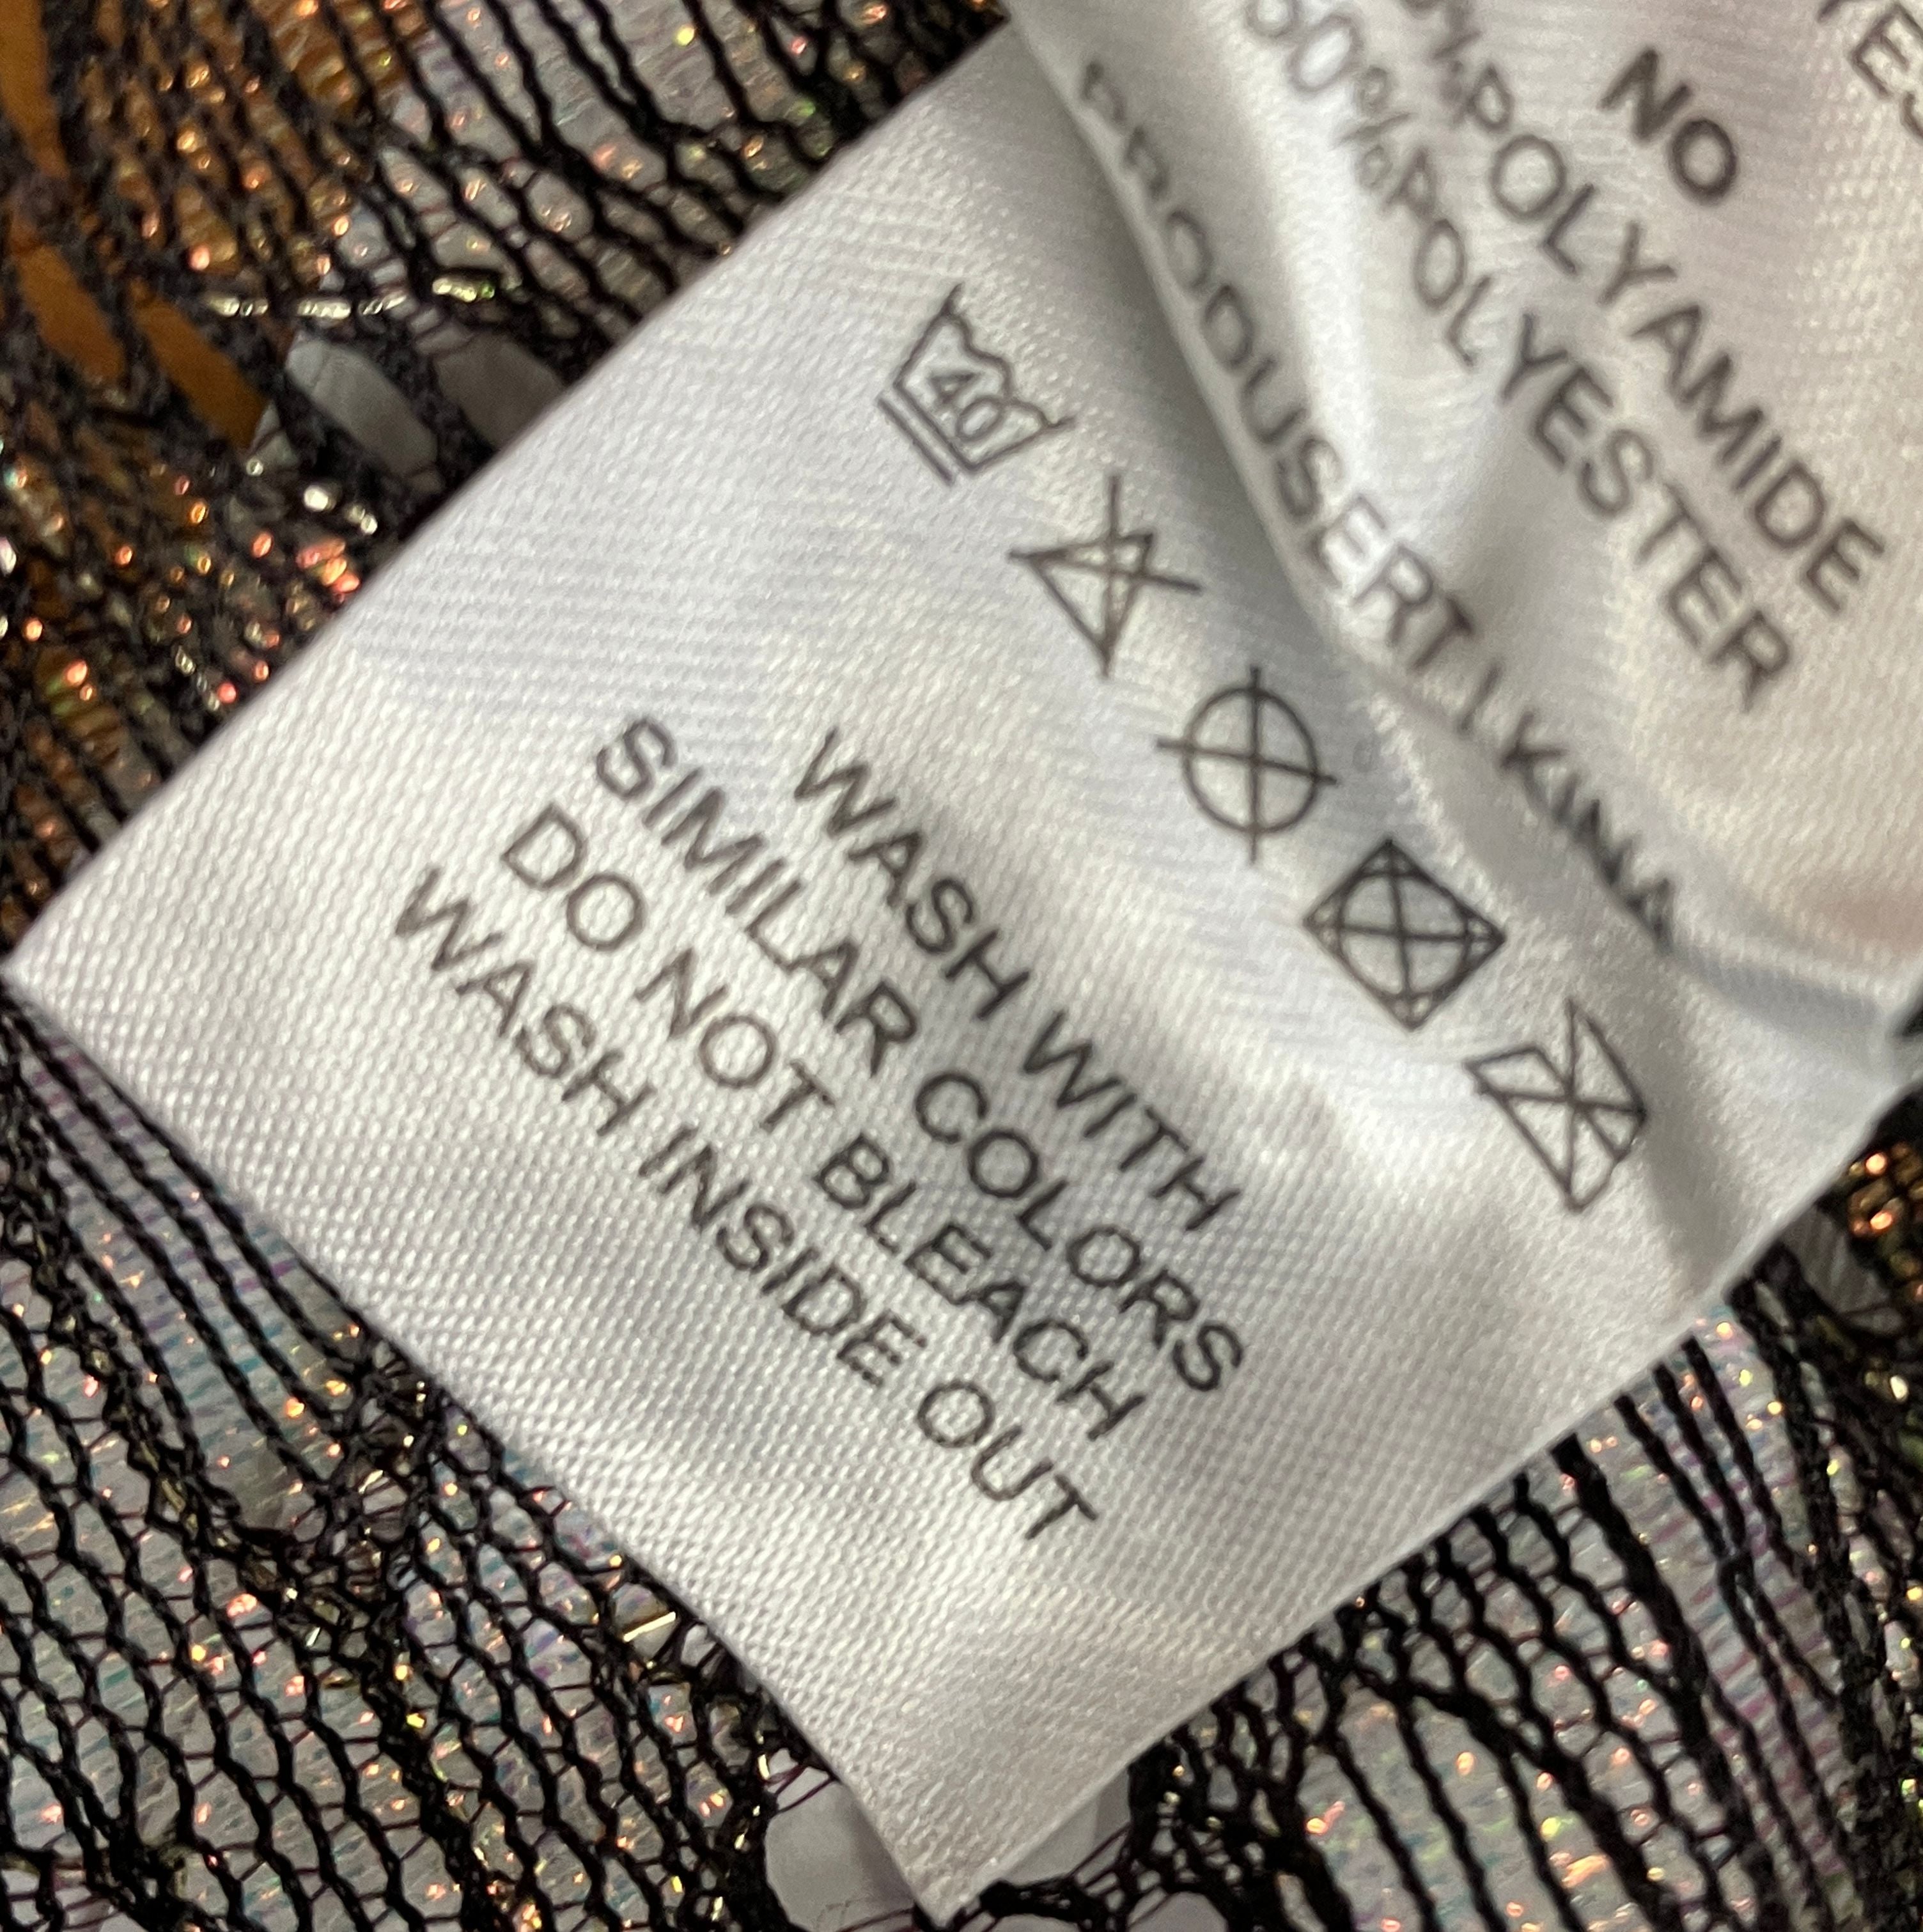 NO
POLYAMIDE
POLYESTER
PRODUSERT I KINA
40
WASH WITH
SIMILAR COLORS
DO NOT BLEACH
WASH INSIDE OUT